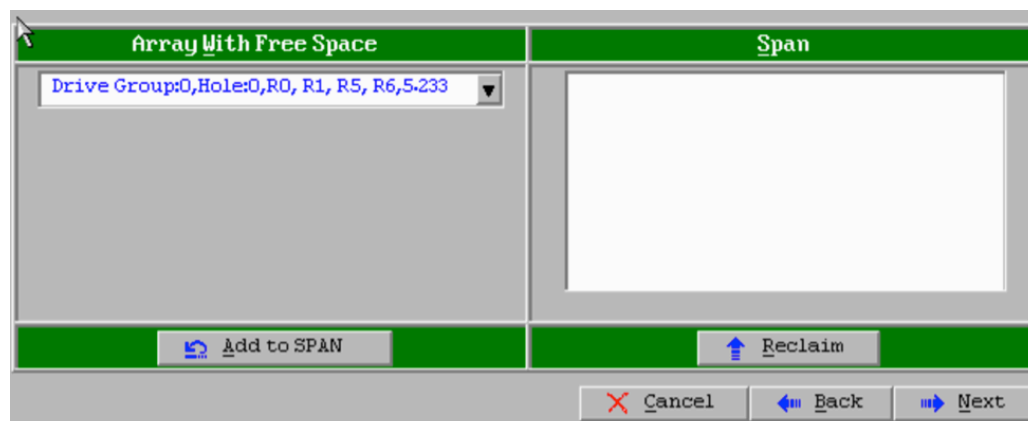 Array With Free Space
Span
Drive Group:0,Hole:0,R0, R1, R5, R6,5.233
Add to SPAN
Reclaim
Cancel
Back
Next